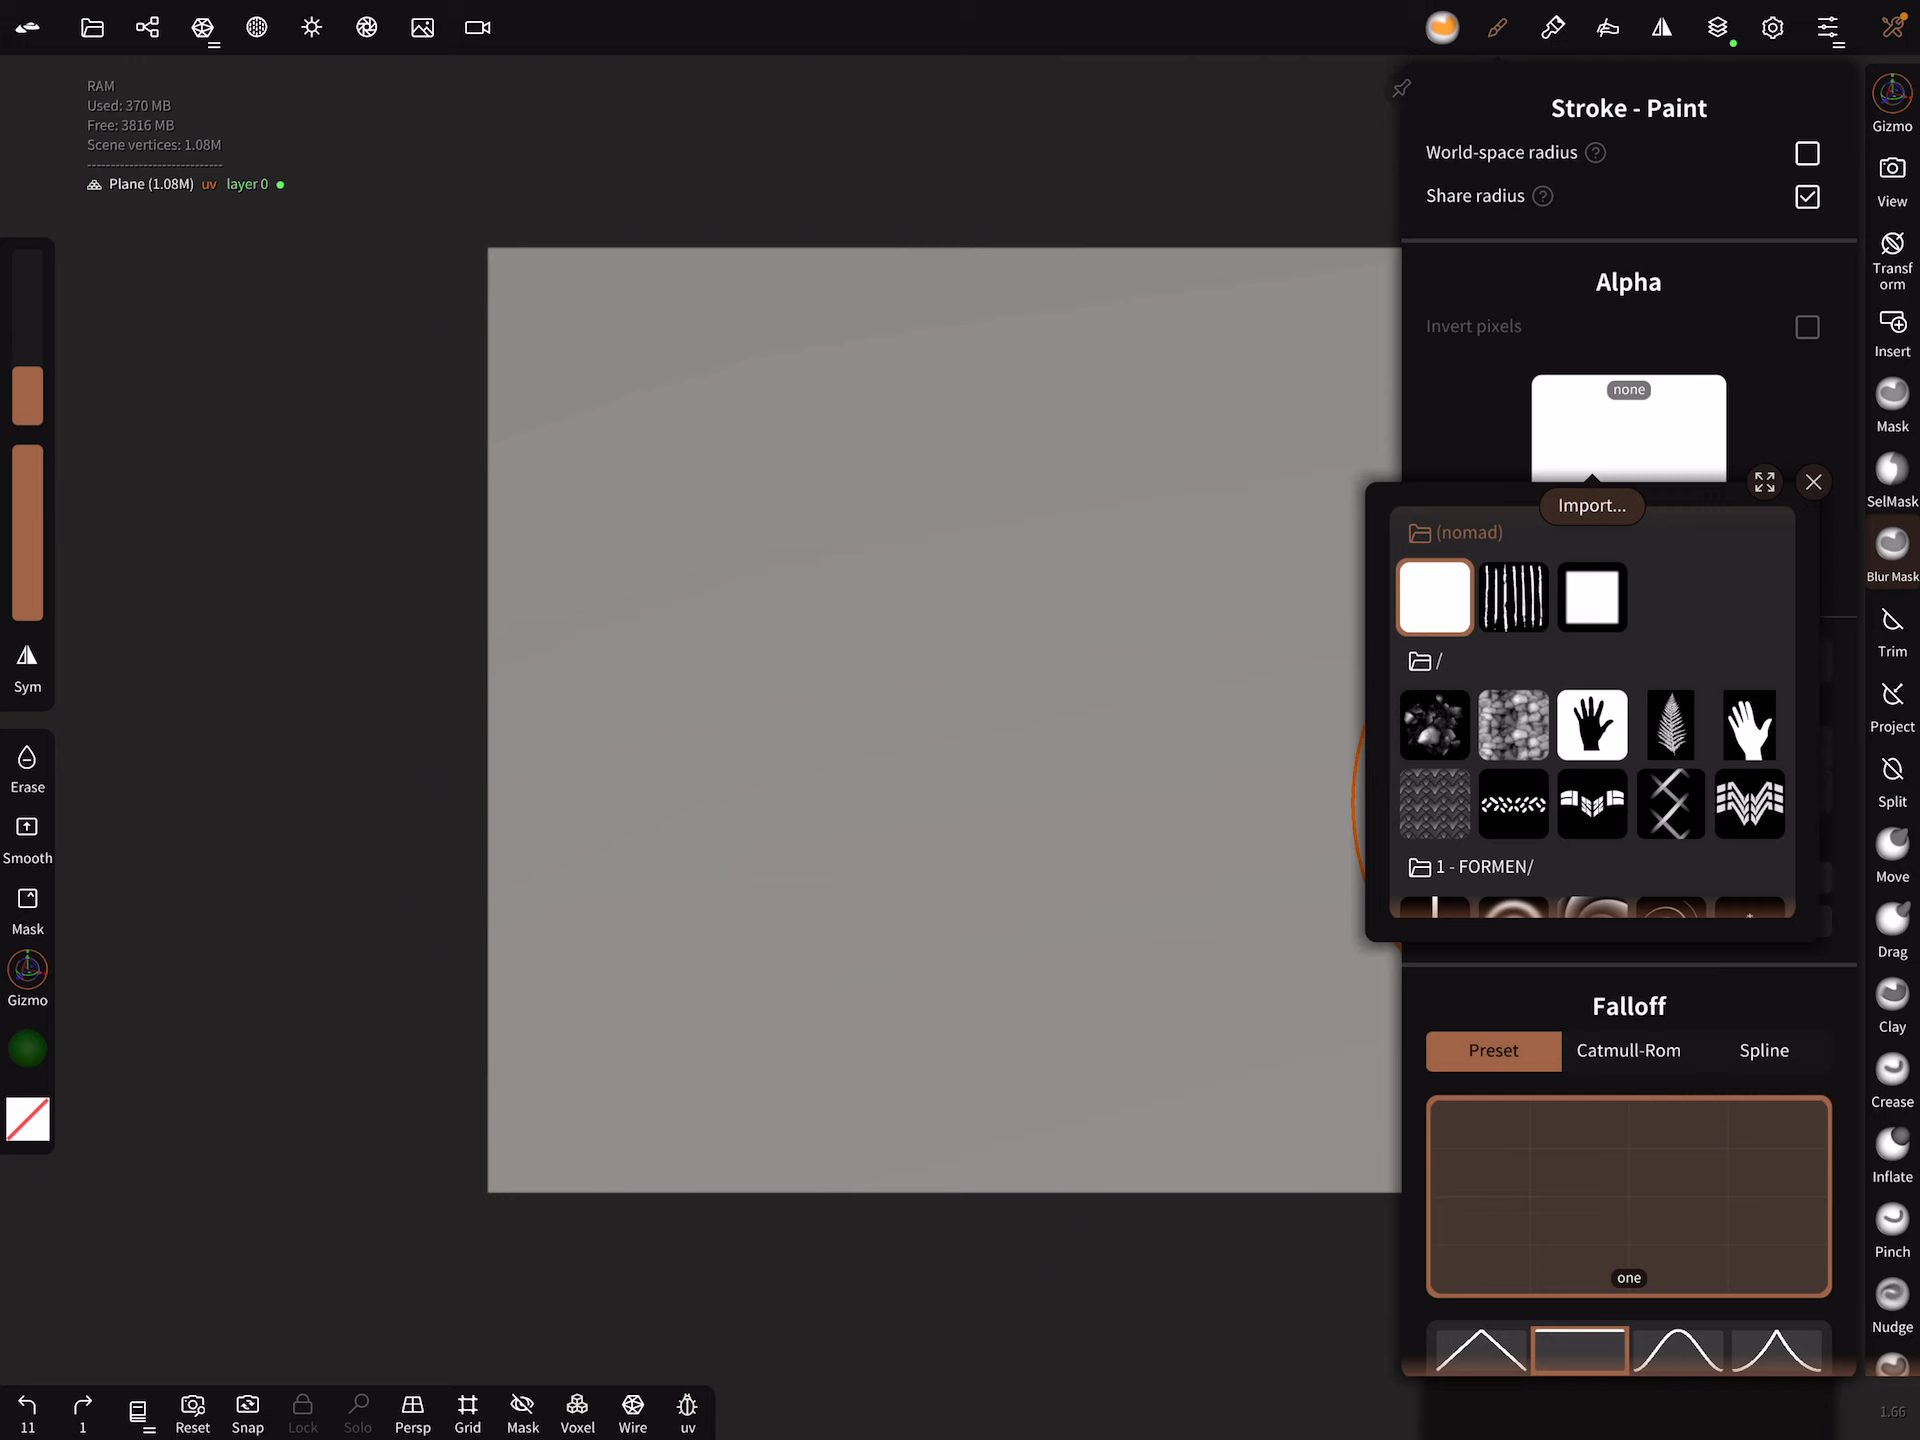 RAM
Used: 370 MB
Free: 3816 MB
Scene vertices: 1.08M
----------------------------
Plane (1.08M) uv layer 0
Sym
Erase
Smooth
Mask
Gizmo
Stroke - Paint
World-space radius ?
Share radius ?
Alpha
Invert pixels
none
Import...
(nomad)
/
1 - FORMEN/
Falloff
Preset Catmull-Rom Spline
one
Gizmo
View
Transf
orm
Insert
Mask
SelMask
Blur Mask
Trim
Project
Split
Move
Drag
Clay
Crease
Inflate
Pinch
Nudge
1.66
11 1 Reset Snap Lock Solo Persp Grid Mask Voxel Wire uv